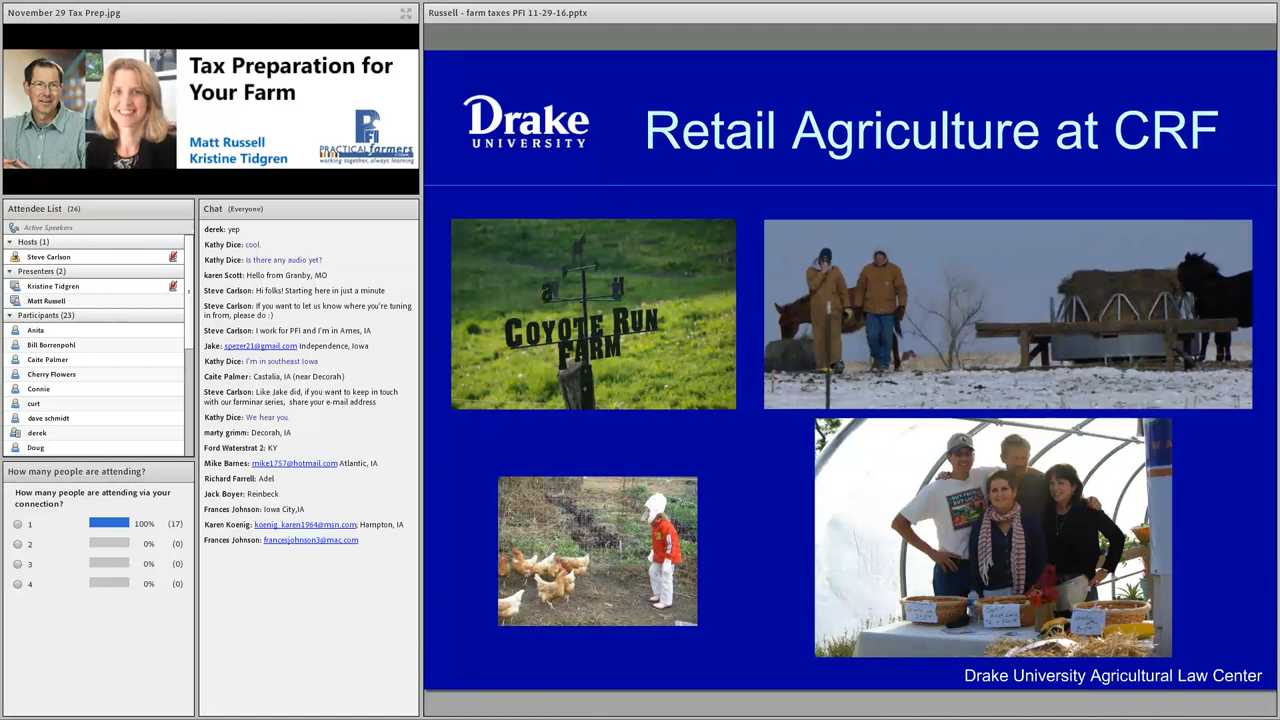 November 29 Tax Prep.jpg
Tax Preparation for
Your Farm
Matt Russell
Kristine Tidgren
PFI
PRACTICAL farmers
working together, always learning
Attendee List (26)
Active Speakers
Hosts (1)
Steve Carlson
Presenters (2)
Kristine Tidgren
Matt Russell
Participants (23)
Anita
Bill Borrenpohl
Caite Palmer
Cherry Flowers
Connie
curt
dave schmidt
derek
Doug
How many people are attending?
How many people are attending via your
connection?
1 100% (17)
2 0% (0)
3 0% (0)
4 0% (0)
Chat (Everyone)
derek: yep
Kathy Dice: cool.
Kathy Dice: Is there any audio yet?
karen Scott: Hello from Granby, MO
Steve Carlson: Hi folks! Starting here in just a minute
Steve Carlson: If you want to let us know where you're tuning
in from, please do :)
Steve Carlson: I work for PFI and I'm in Ames, IA
Jake: spezer21@gmail.com Independence, Iowa
Kathy Dice: i'm in southeast Iowa
Caite Palmer: Castalia, IA (near Decorah)
Steve Carlson: Like Jake did, if you want to keep in touch
with our farminar series, share your e-mail address
Kathy Dice: We hear you.
marty grimm: Decorah, IA
Ford Waterstrat 2: KY
Mike Barnes: mike1757@hotmail.com Atlantic, IA
Richard Farrell: Adel
Jack Boyer: Reinbeck
Frances Johnson: Iowa City,IA
Karen Koenig: koenig_karen1964@msn.com; Hampton, IA
Frances Johnson: francesjohnson3@mac.com
Russell - farm taxes PFI 11-29-16.pptx
Drake
UNIVERSITY
Retail Agriculture at CRF
COYOTE RUN
FARM
Drake University Agricultural Law Center